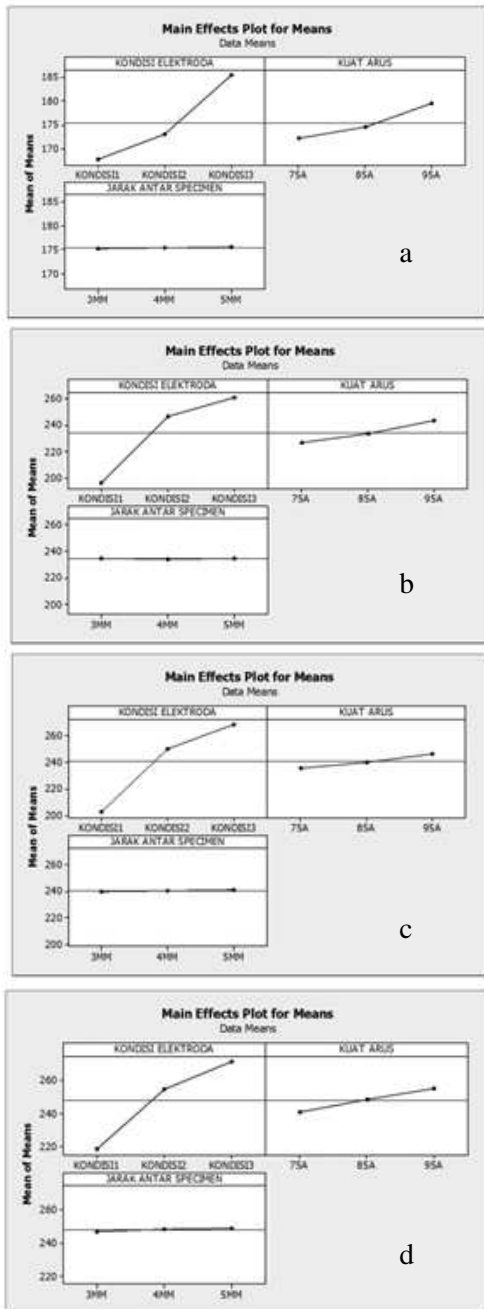 Main Effects Plot for Means
Data Means
KONDISI ELEKTRODA KUAT ARUS
185
180
175
170
KONDISI1 KONDISI2 KONDISI3 75A 85A 95A
JARAK ANTAR SPECIMEN
185
180
175
170
3MM 4MM 5MM
Mean of Means
a
Main Effects Plot for Means
Data Means
KONDISI ELEKTRODA KUAT ARUS
260
240
220
200
KONDISI1 KONDISI2 KONDISI3 75A 85A 95A
JARAK ANTAR SPECIMEN
260
240
220
200
3MM 4MM 5MM
Mean of Means
b
Main Effects Plot for Means
Data Means
KONDISI ELEKTRODA KUAT ARUS
260
240
220
200
KONDISI1 KONDISI2 KONDISI3 75A 85A 95A
JARAK ANTAR SPECIMEN
260
240
220
200
3MM 4MM 5MM
Mean of Means
c
Main Effects Plot for Means
Data Means
KONDISI ELEKTRODA KUAT ARUS
260
240
220
KONDISI1 KONDISI2 KONDISI3 75A 85A 95A
JARAK ANTAR SPECIMEN
260
240
220
3MM 4MM 5MM
Mean of Means
d